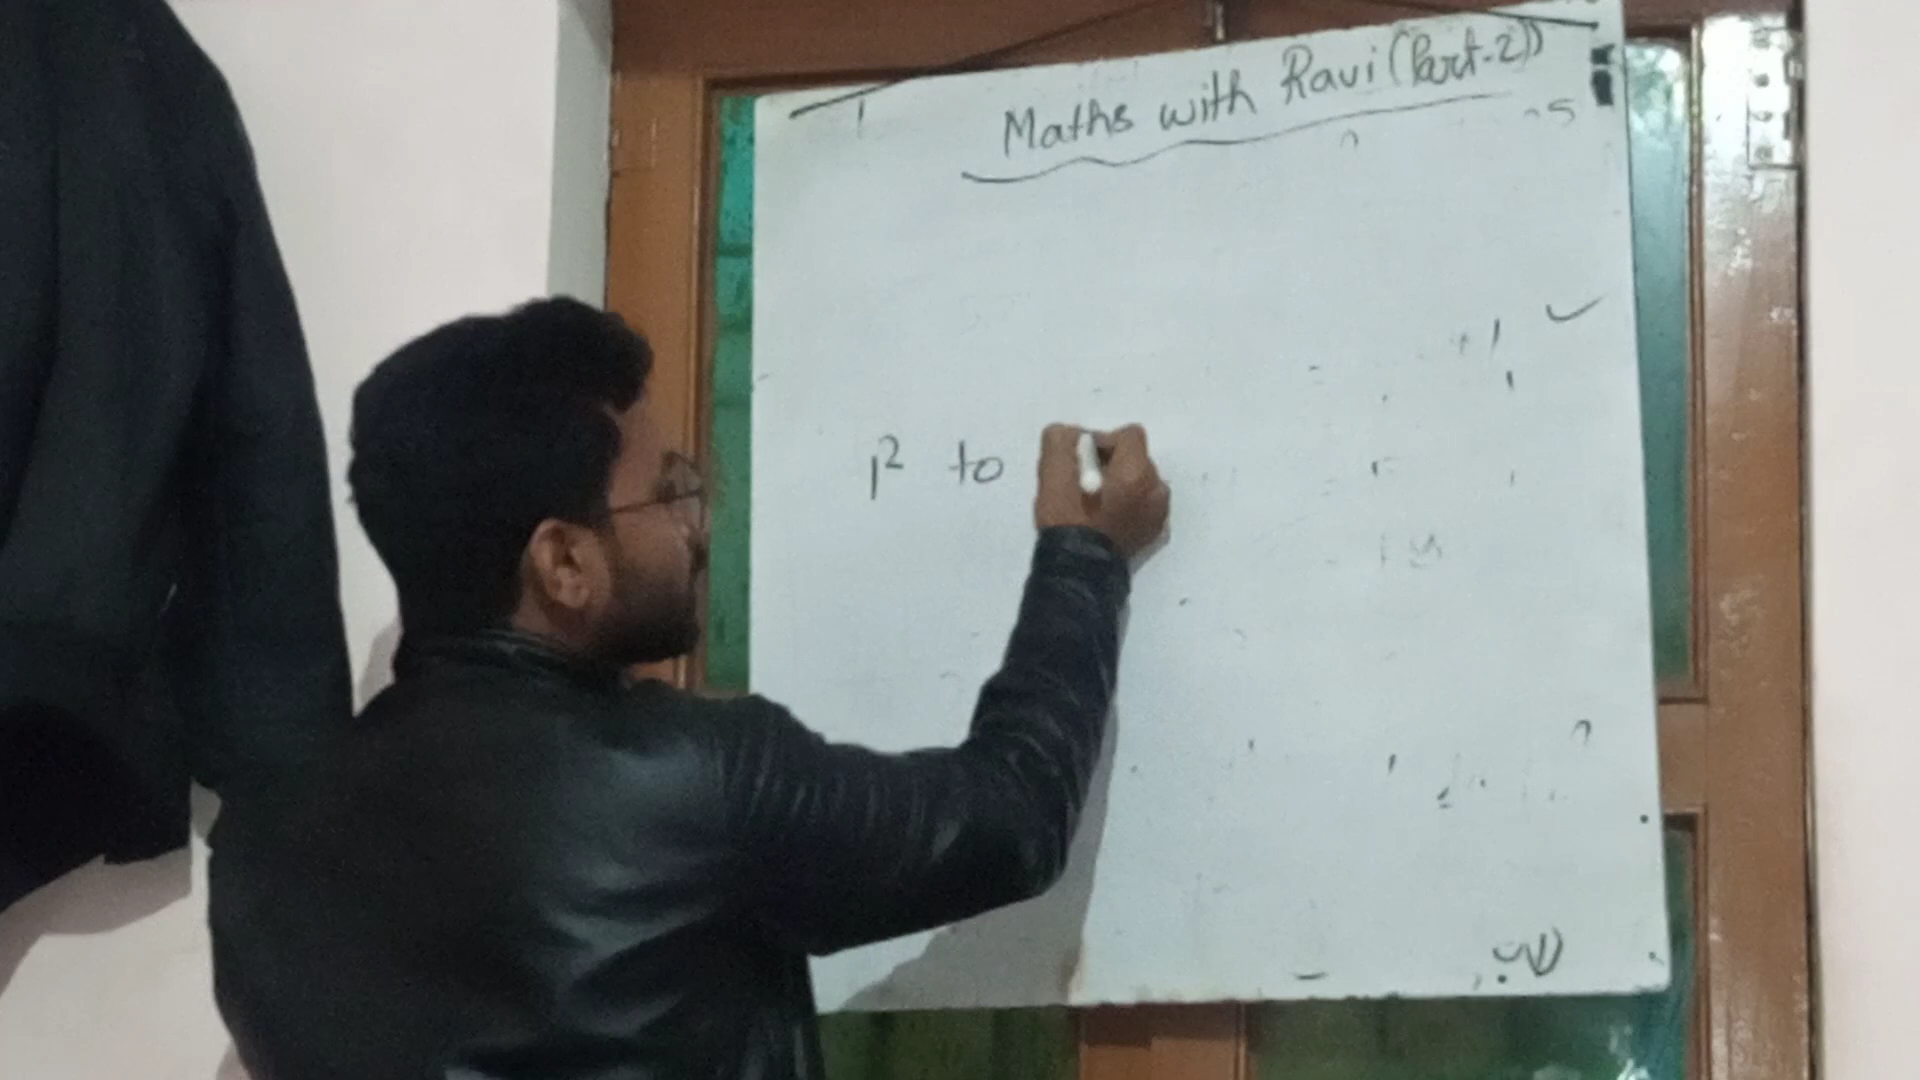 Maths with Ravi (Part-2))
1² to